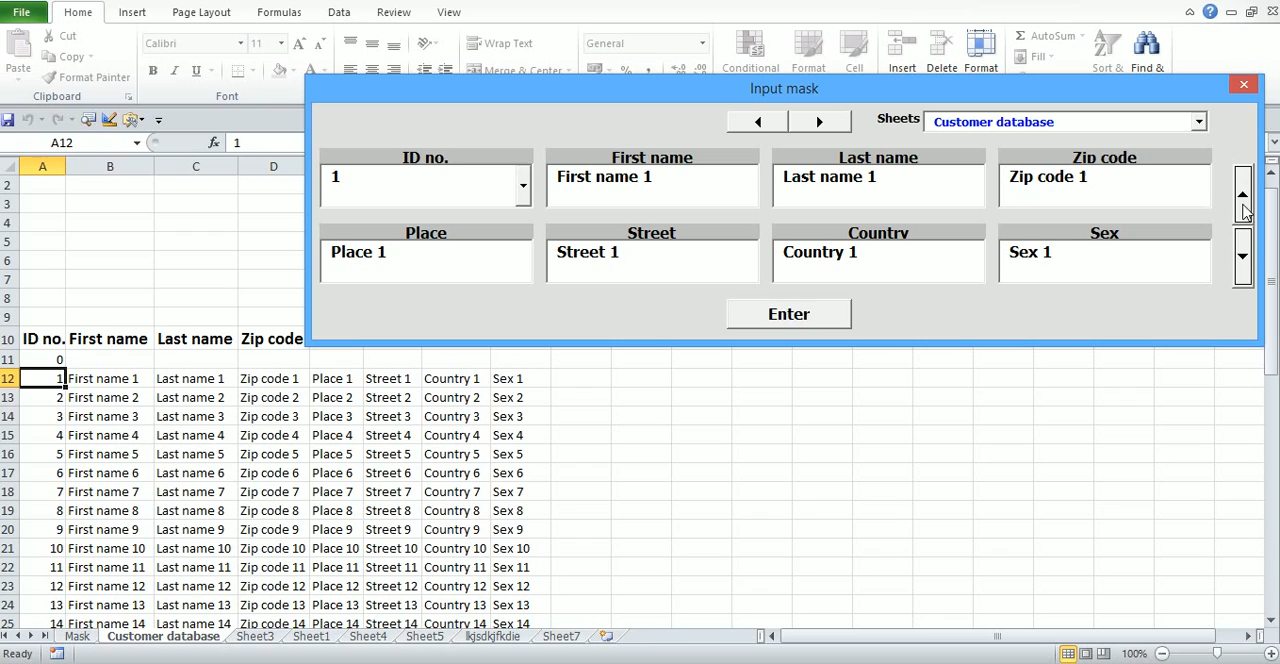 File Home Insert Page Layout Formulas Data Review View
Paste Cut Copy Format Painter Clipboard
Calibri 11 A A B I U Font
Wrap Text Merge & Center
General % ,
Conditional Format Cell
Insert Delete Format
Σ AutoSum Fill Sort & Find &
A12 fx 1
Input mask
Sheets Customer database
ID no. First name Last name Zip code
1 First name 1 Last name 1 Zip code 1
Place Street Country Sex
Place 1 Street 1 Country 1 Sex 1
Enter
A B C D
2
3
4
5
6
7
8
9
10 ID no. First name Last name Zip code
11 0
12 1 First name 1 Last name 1 Zip code 1 Place 1 Street 1 Country 1 Sex 1
13 2 First name 2 Last name 2 Zip code 2 Place 2 Street 2 Country 2 Sex 2
14 3 First name 3 Last name 3 Zip code 3 Place 3 Street 3 Country 3 Sex 3
15 4 First name 4 Last name 4 Zip code 4 Place 4 Street 4 Country 4 Sex 4
16 5 First name 5 Last name 5 Zip code 5 Place 5 Street 5 Country 5 Sex 5
17 6 First name 6 Last name 6 Zip code 6 Place 6 Street 6 Country 6 Sex 6
18 7 First name 7 Last name 7 Zip code 7 Place 7 Street 7 Country 7 Sex 7
19 8 First name 8 Last name 8 Zip code 8 Place 8 Street 8 Country 8 Sex 8
20 9 First name 9 Last name 9 Zip code 9 Place 9 Street 9 Country 9 Sex 9
21 10 First name 10 Last name 10 Zip code 10 Place 10 Street 10 Country 10 Sex 10
22 11 First name 11 Last name 11 Zip code 11 Place 11 Street 11 Country 11 Sex 11
23 12 First name 12 Last name 12 Zip code 12 Place 12 Street 12 Country 12 Sex 12
24 13 First name 13 Last name 13 Zip code 13 Place 13 Street 13 Country 13 Sex 13
25 14 First name 14 Last name 14 Zip code 14 Place 14 Street 14 Country 14 Sex 14
Mask Customer database Sheet3 Sheet1 Sheet4 Sheet5 lkjsdkjfkdie Sheet7
Ready 100%